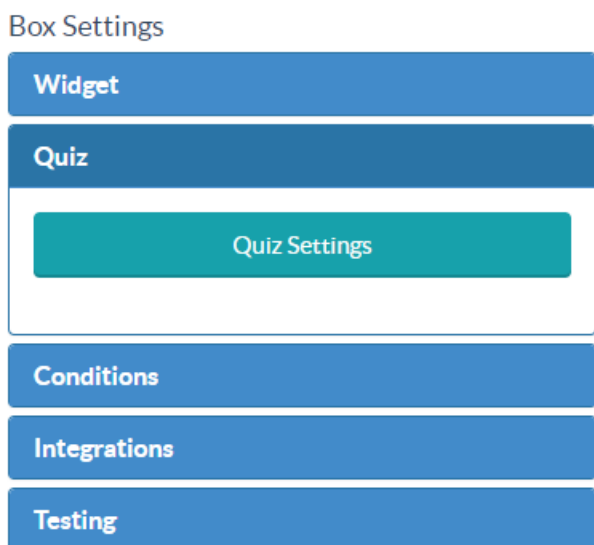 Box Settings
Widget
Quiz
Quiz Settings
Conditions
Integrations
Testing